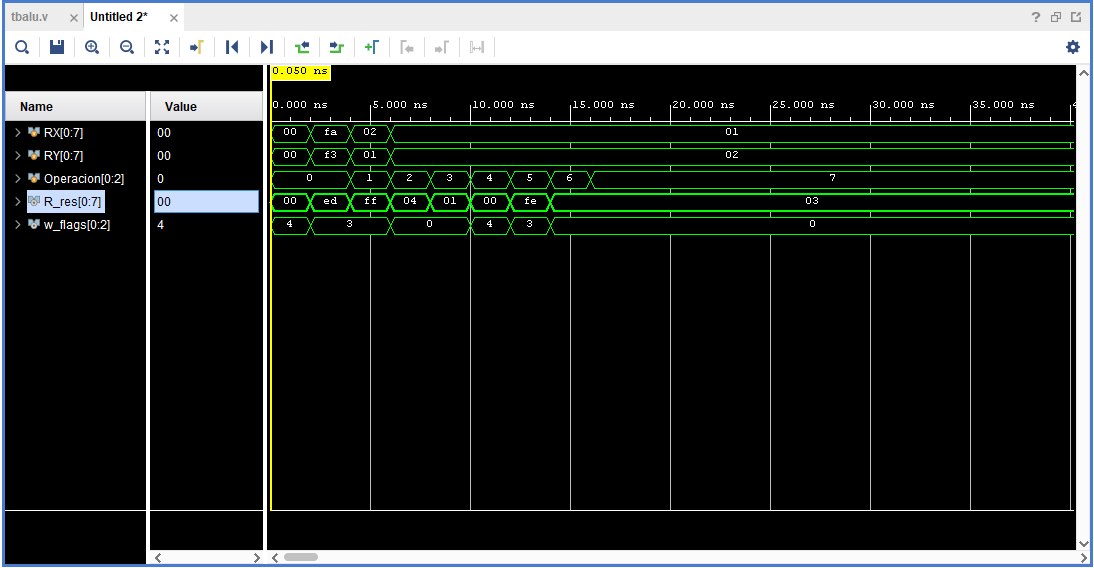 tbalu.v × Untitled 2* × ?
0.050 ns
Name Value 0.000 ns 5.000 ns 10.000 ns 15.000 ns 20.000 ns 25.000 ns 30.000 ns 35.000 ns
RX[0:7] 00 00 fa 02 01
RY[0:7] 00 00 f3 01 02
Operacion[0:2] 0 0 1 2 3 4 5 6 7
R_res[0:7] 00 00 ed ff 04 01 00 fe 03
w_flags[0:2] 4 4 3 0 4 3 0